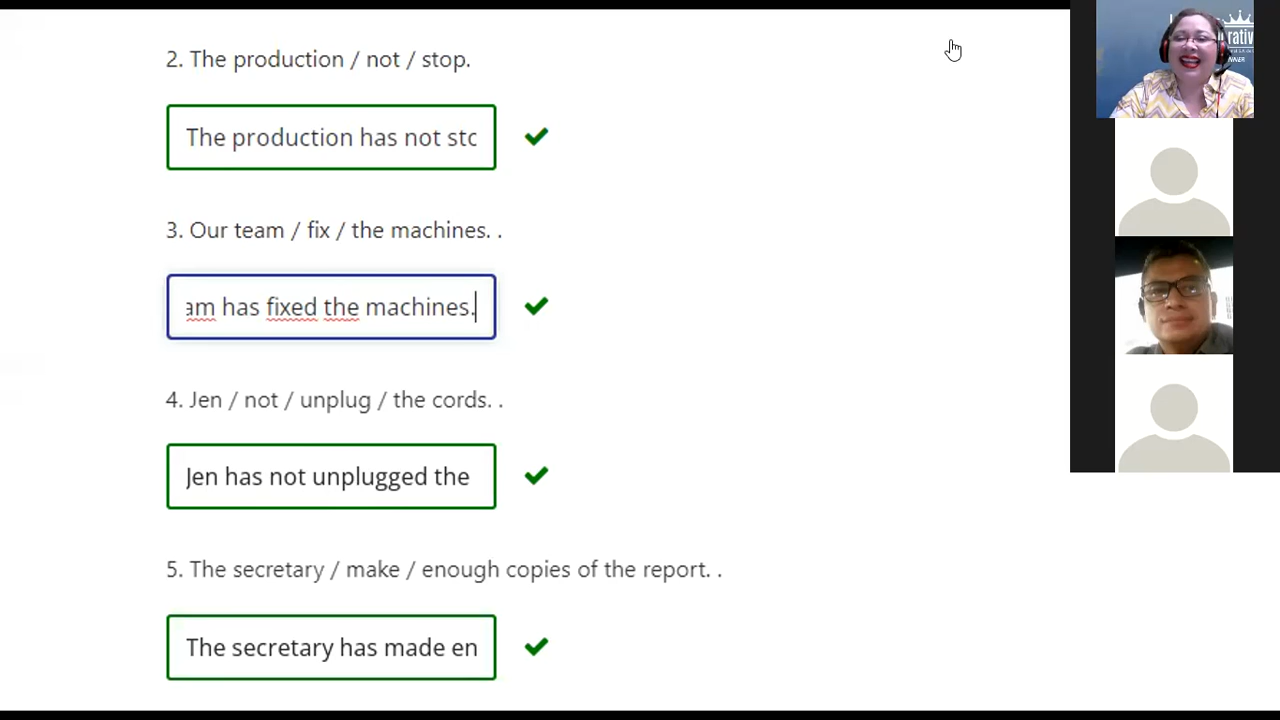 2. The production / not / stop.
The production has not stc
3. Our team / fix / the machines. .
am has fixed the machines.
4. Jen / not / unplug / the cords. .
Jen has not unplugged the
5. The secretary / make / enough copies of the report. .
The secretary has made en